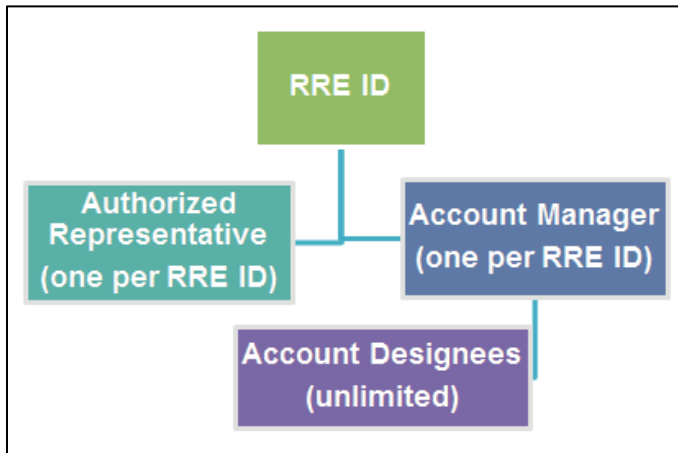 RRE ID
Authorized
Representative
(one per RRE ID)
Account Manager
(one per RRE ID)
Account Designees
(unlimited)